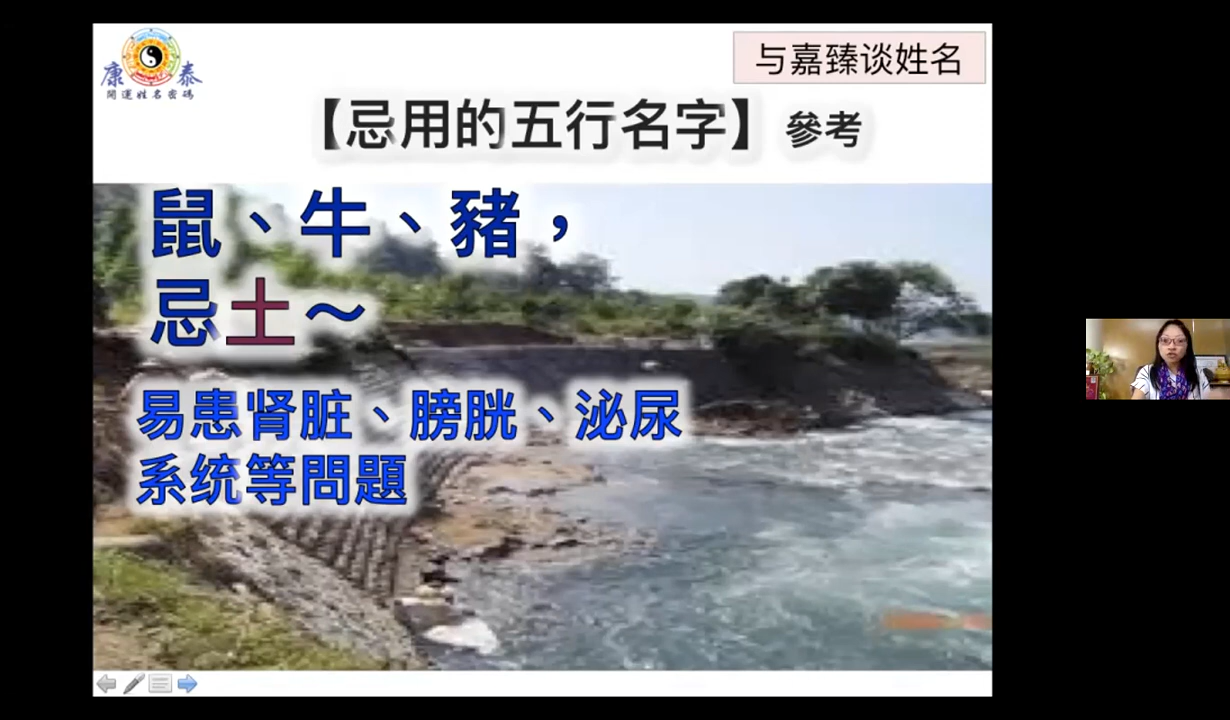 康 泰
開運姓名密碼
与嘉臻谈姓名
【忌用的五行名字】參考
鼠、牛、豬，
忌土～
易患肾脏、膀胱、泌尿
系统等問題